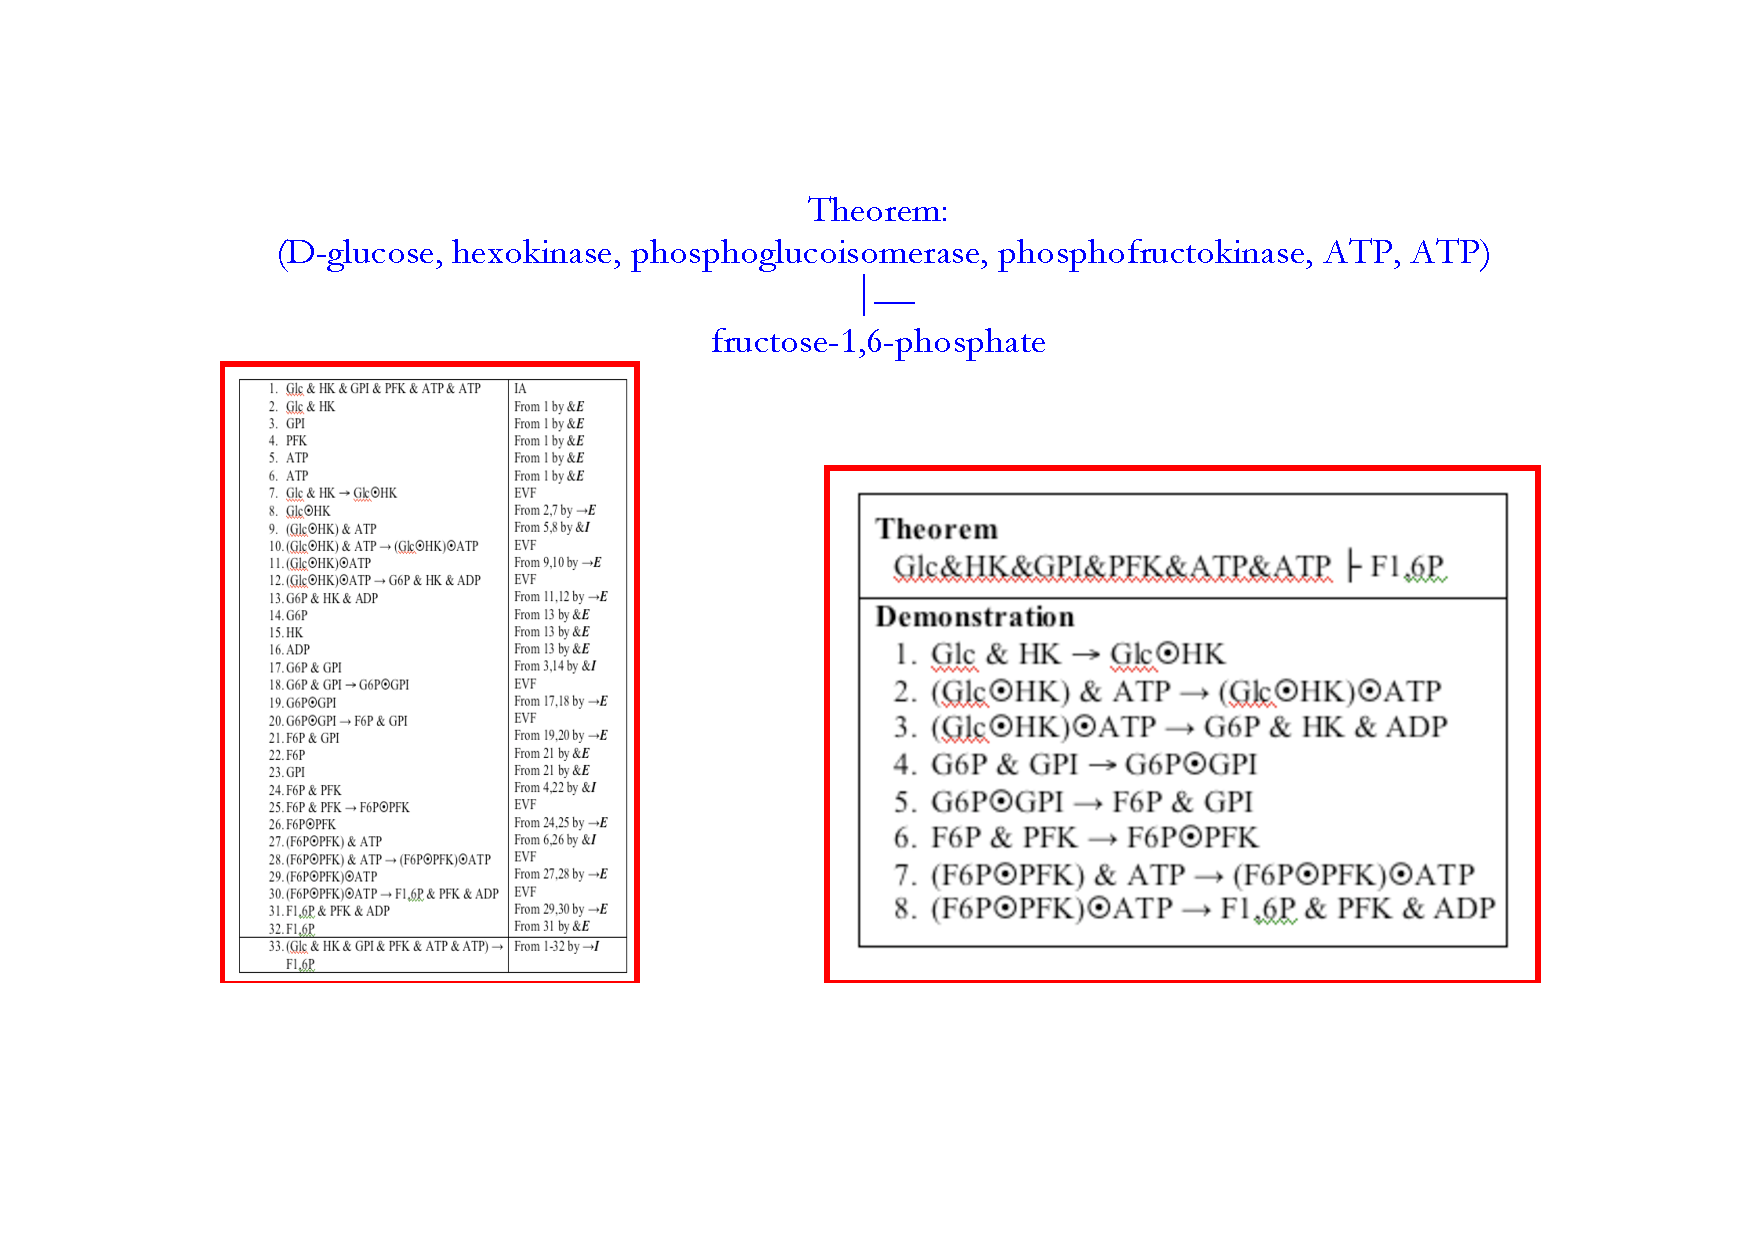 Theorem:
(D-glucose, hexokinase, phosphoglucoisomerase, phosphofructokinase, ATP, ATP)
|—
fructose-1,6-phosphate
1. Glc & HK & GPI & PFK & ATP & ATP IA
2. Glc & HK From 1 by &E
3. GPI From 1 by &E
4. PFK From 1 by &E
5. ATP From 1 by &E
6. ATP From 1 by &E
7. Glc & HK → Glc⊙HK EVF
8. Glc⊙HK From 2,7 by →E
9. (Glc⊙HK) & ATP From 5,8 by &I
10. (Glc⊙HK) & ATP → (Glc⊙HK)⊙ATP EVF
11. (Glc⊙HK)⊙ATP From 9,10 by →E
12. (Glc⊙HK)⊙ATP → G6P & HK & ADP EVF
13. G6P & HK & ADP From 11,12 by →E
14. G6P From 13 by &E
15. HK From 13 by &E
16. ADP From 13 by &E
17. G6P & GPI From 3,14 by &I
18. G6P & GPI → G6P⊙GPI EVF
19. G6P⊙GPI From 17,18 by →E
20. G6P⊙GPI → F6P & GPI EVF
21. F6P & GPI From 19,20 by →E
22. F6P From 21 by &E
23. GPI From 21 by &E
24. F6P & PFK From 4,22 by &I
25. F6P & PFK → F6P⊙PFK EVF
26. F6P⊙PFK From 24,25 by →E
27. (F6P⊙PFK) & ATP From 6,26 by &I
28. (F6P⊙PFK) & ATP → (F6P⊙PFK)⊙ATP EVF
29. (F6P⊙PFK)⊙ATP From 27,28 by →E
30. (F6P⊙PFK)⊙ATP → F1,6P & PFK & ADP EVF
31. F1,6P & PFK & ADP From 29,30 by →E
32. F1,6P From 31 by &E
33. (Glc & HK & GPI & PFK & ATP & ATP) → From 1-32 by →I
F1,6P
Theorem
Glc&HK&GPI&PFK&ATP&ATP ├ F1,6P
Demonstration
1. Glc & HK → Glc⊙HK
2. (Glc⊙HK) & ATP → (Glc⊙HK)⊙ATP
3. (Glc⊙HK)⊙ATP → G6P & HK & ADP
4. G6P & GPI → G6P⊙GPI
5. G6P⊙GPI → F6P & GPI
6. F6P & PFK → F6P⊙PFK
7. (F6P⊙PFK) & ATP → (F6P⊙PFK)⊙ATP
8. (F6P⊙PFK)⊙ATP → F1,6P & PFK & ADP